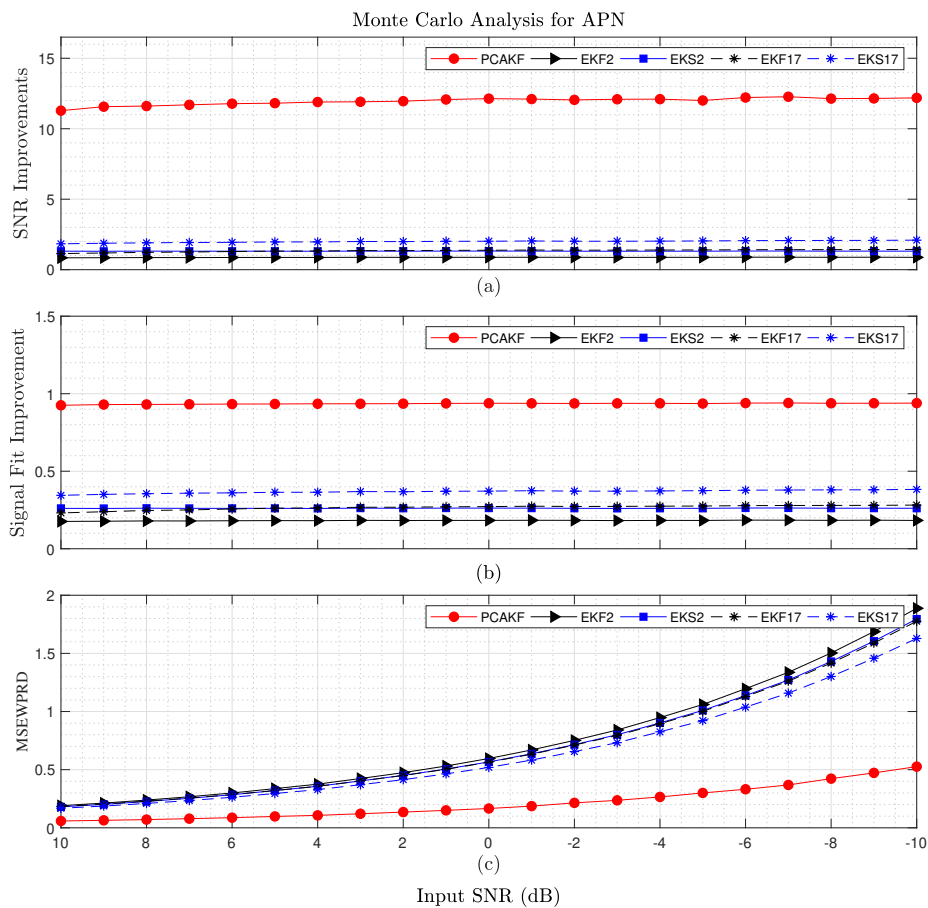 Monte Carlo Analysis for APN
15
10
5
0
SNR Improvements
PCAKF EKF2 EKS2 EKF17 EKS17
(a)
1.5
1
0.5
0
Signal Fit Improvement
PCAKF EKF2 EKS2 EKF17 EKS17
(b)
2
1.5
1
0.5
0
MSEWPRD
PCAKF EKF2 EKS2 EKF17 EKS17
10 8 6 4 2 0 -2 -4 -6 -8 -10
(c)
Input SNR (dB)